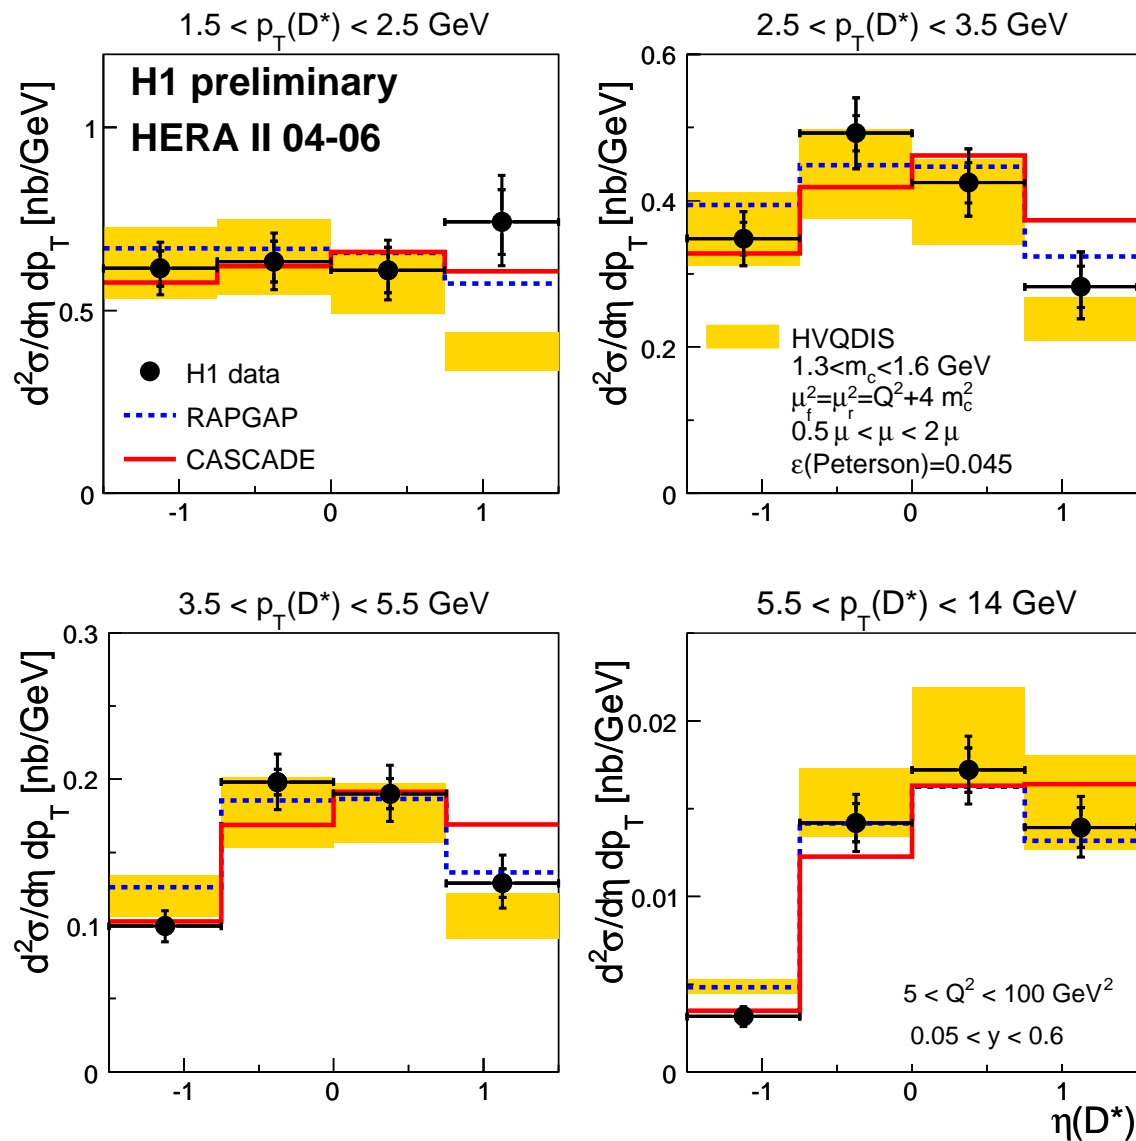 1.5 < p_T(D*) < 2.5 GeV
d²σ/dη dp_T [nb/GeV]
H1 preliminary
HERA II 04-06
1
0.5
0
H1 data
RAPGAP
CASCADE
-1 0 1
2.5 < p_T(D*) < 3.5 GeV
d²σ/dη dp_T [nb/GeV]
0.6
0.4
0.2
0
HVQDIS
1.3<m_c<1.6 GeV
μ_f²=μ_r²=Q²+4 m_c²
0.5 μ < μ < 2 μ
ε(Peterson)=0.045
-1 0 1
3.5 < p_T(D*) < 5.5 GeV
d²σ/dη dp_T [nb/GeV]
0.3
0.2
0.1
0
-1 0 1
5.5 < p_T(D*) < 14 GeV
d²σ/dη dp_T [nb/GeV]
0.02
0.01
0
5 < Q² < 100 GeV²
0.05 < y < 0.6
-1 0 1
η(D*)